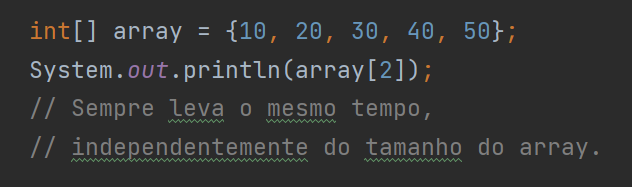 int[] array = {10, 20, 30, 40, 50};
System.out.println(array[2]);
// Sempre leva o mesmo tempo,
// independentemente do tamanho do array.